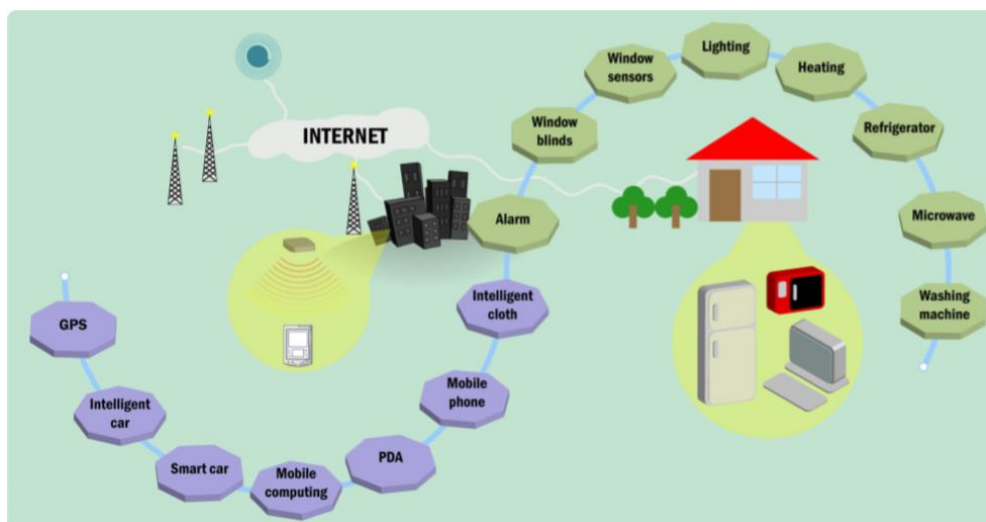 INTERNET
Window
sensors
Lighting
Heating
Window
blinds
Refrigerator
Alarm
Microwave
Washing
machine
Intelligent
cloth
GPS
Mobile
phone
Intelligent
car
PDA
Smart car
Mobile
computing